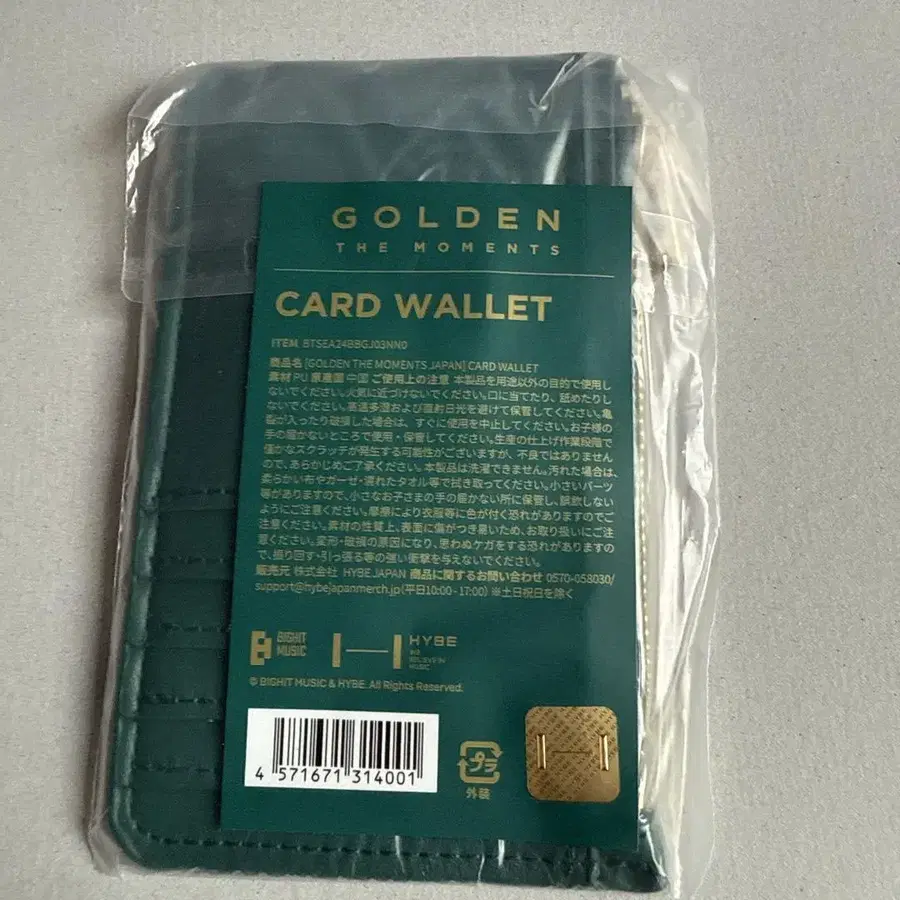 GOLDEN
THE MOMENTS
CARD WALLET
ITEM BTSEA24BBGJ03NN0
商品名 [GOLDEN THE MOMENTS JAPAN] CARD WALLET
素材 PU 原産国 中国 ご使用上の注意 本製品を用途以外の目的で使用し
ないでください。火気に近づけないでください。口に当てたり、舐めたりし
ないでください。高温多湿および直射日光を避けて保管してください。亀
裂が入ったり破損した場合は、すぐに使用を中止してください。お子様の
手の届かないところで使用・保管してください。生産の仕上げ作業段階で
僅かなスクラッチが発生する可能性がございますが、不良ではありません
ので、あらかじめご了承ください。本製品は洗濯できません。汚れた場合は、
柔らかい布やガーゼ・濡れたタオル等で拭き取ってください。小さいパーツ
等がありますので、小さなお子さまの手の届かない所に保管し、誤飲しない
ようにご注意ください。摩擦により衣服等に色が付く恐れがありますのでご
注意ください。素材の性質上、表面に傷がつき易いため、お取り扱いにご注
意ください。変形・破損の原因になり、思わぬケガをする恐れがありますの
で、振り回す・引っ張る等の強い衝撃を与えないでください。
販売元 株式会社 HYBE JAPAN 商品に関するお問い合わせ 0570-058030/
support@hybejapanmerch.jp(平日10:00-17:00) ※土日祝日を除く
BIGHIT
MUSIC
HYBE
WE
BELIEVE IN
MUSIC
© BIGHIT MUSIC & HYBE. All Rights Reserved.
4 571671 314001
プラ
外装